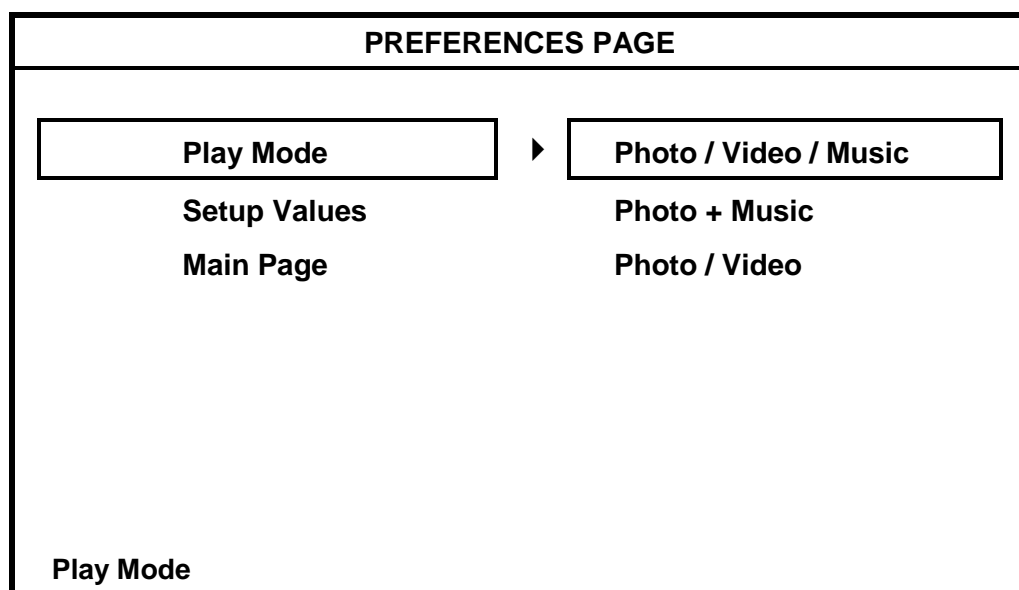 PREFERENCES PAGE
Play Mode
Photo / Video / Music
Setup Values
Photo + Music
Main Page
Photo / Video
Play Mode